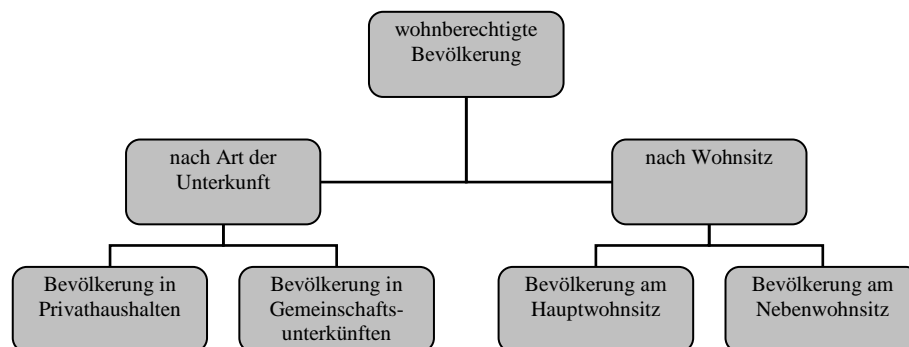 wohnberechtigte
Bevölkerung
nach Art der
Unterkunft
nach Wohnsitz
Bevölkerung in
Privathaushalten
Bevölkerung in
Gemeinschafts-
unterkünften
Bevölkerung am
Hauptwohnsitz
Bevölkerung am
Nebenwohnsitz